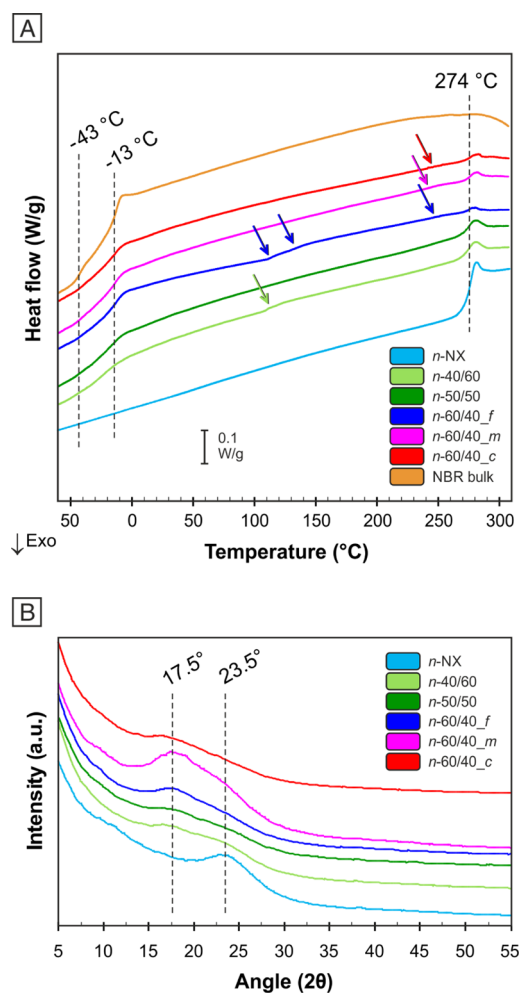 A
-43 °C
-13 °C
274 °C
Heat flow (W/g)
0.1
W/g
n-NX
n-40/60
n-50/50
n-60/40_f
n-60/40_m
n-60/40_c
NBR bulk
50 0 50 100 150 200 250 300
↓ Exo
Temperature (°C)
B
17.5°
23.5°
n-NX
n-40/60
n-50/50
n-60/40_f
n-60/40_m
n-60/40_c
Intensity (a.u.)
5 10 15 20 25 30 35 40 45 50 55
Angle (2θ)